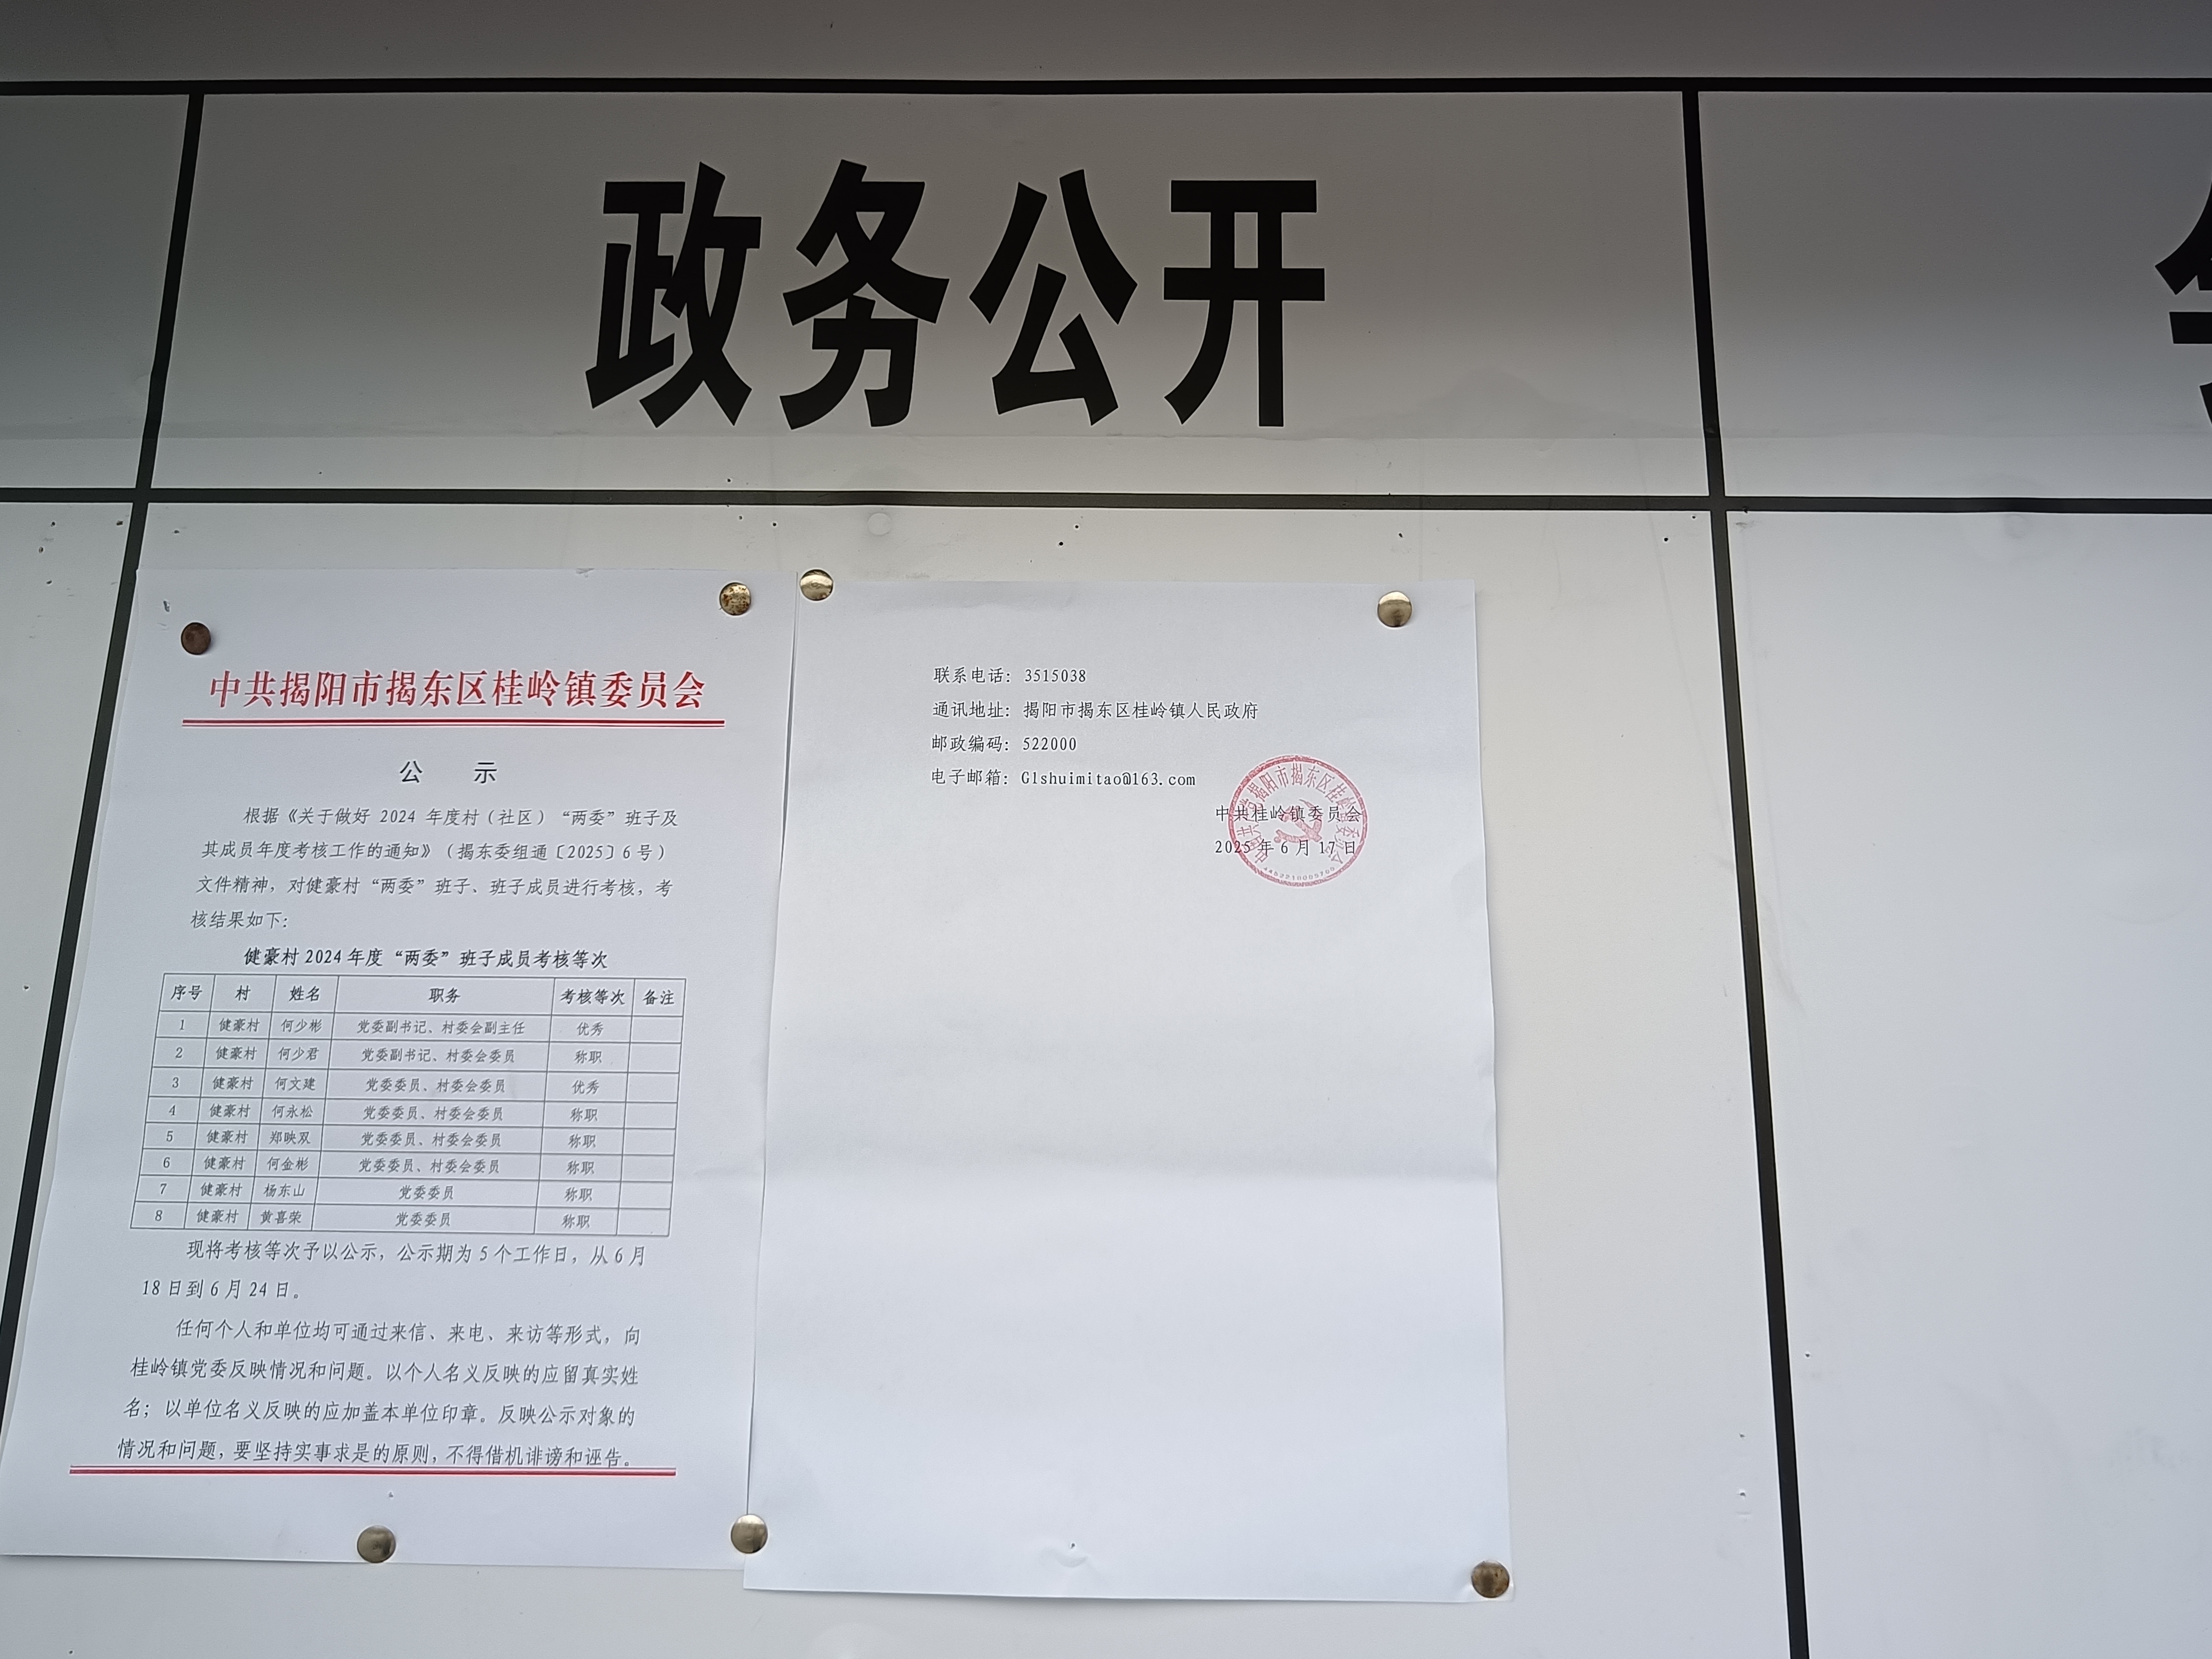 政务公开
中共揭阳市揭东区桂岭镇委员会
公 示
根据《关于做好 2024 年度村（社区）“两委”班子及
其成员年度考核工作的通知》（揭东委组通〔2025〕6 号）
文件精神，对健豪村“两委”班子、班子成员进行考核，考
核结果如下：
健豪村 2024 年度“两委”班子成员考核等次
序号 村 姓名 职务 考核等次 备注
1 健豪村 何少彬 党委副书记、村委会副主任 优秀
2 健豪村 何少君 党委副书记、村委会委员 称职
3 健豪村 何文建 党委委员、村委会委员 优秀
4 健豪村 何永松 党委委员、村委会委员 称职
5 健豪村 郑映双 党委委员、村委会委员 称职
6 健豪村 何金彬 党委委员、村委会委员 称职
7 健豪村 杨东山 党委委员 称职
8 健豪村 黄喜荣 党委委员 称职
现将考核等次予以公示，公示期为 5 个工作日，从 6 月
18 日到 6 月 24 日。
任何个人和单位均可通过来信、来电、来访等形式，向
桂岭镇党委反映情况和问题。以个人名义反映的应留真实姓
名；以单位名义反映的应加盖本单位印章。反映公示对象的
情况和问题，要坚持实事求是的原则，不得借机诽谤和诬告。
联系电话：3515038
通讯地址：揭阳市揭东区桂岭镇人民政府
邮政编码：522000
电子邮箱：Glshuimitao@163.com
中共桂岭镇委员会
2025 年 6 月 17 日